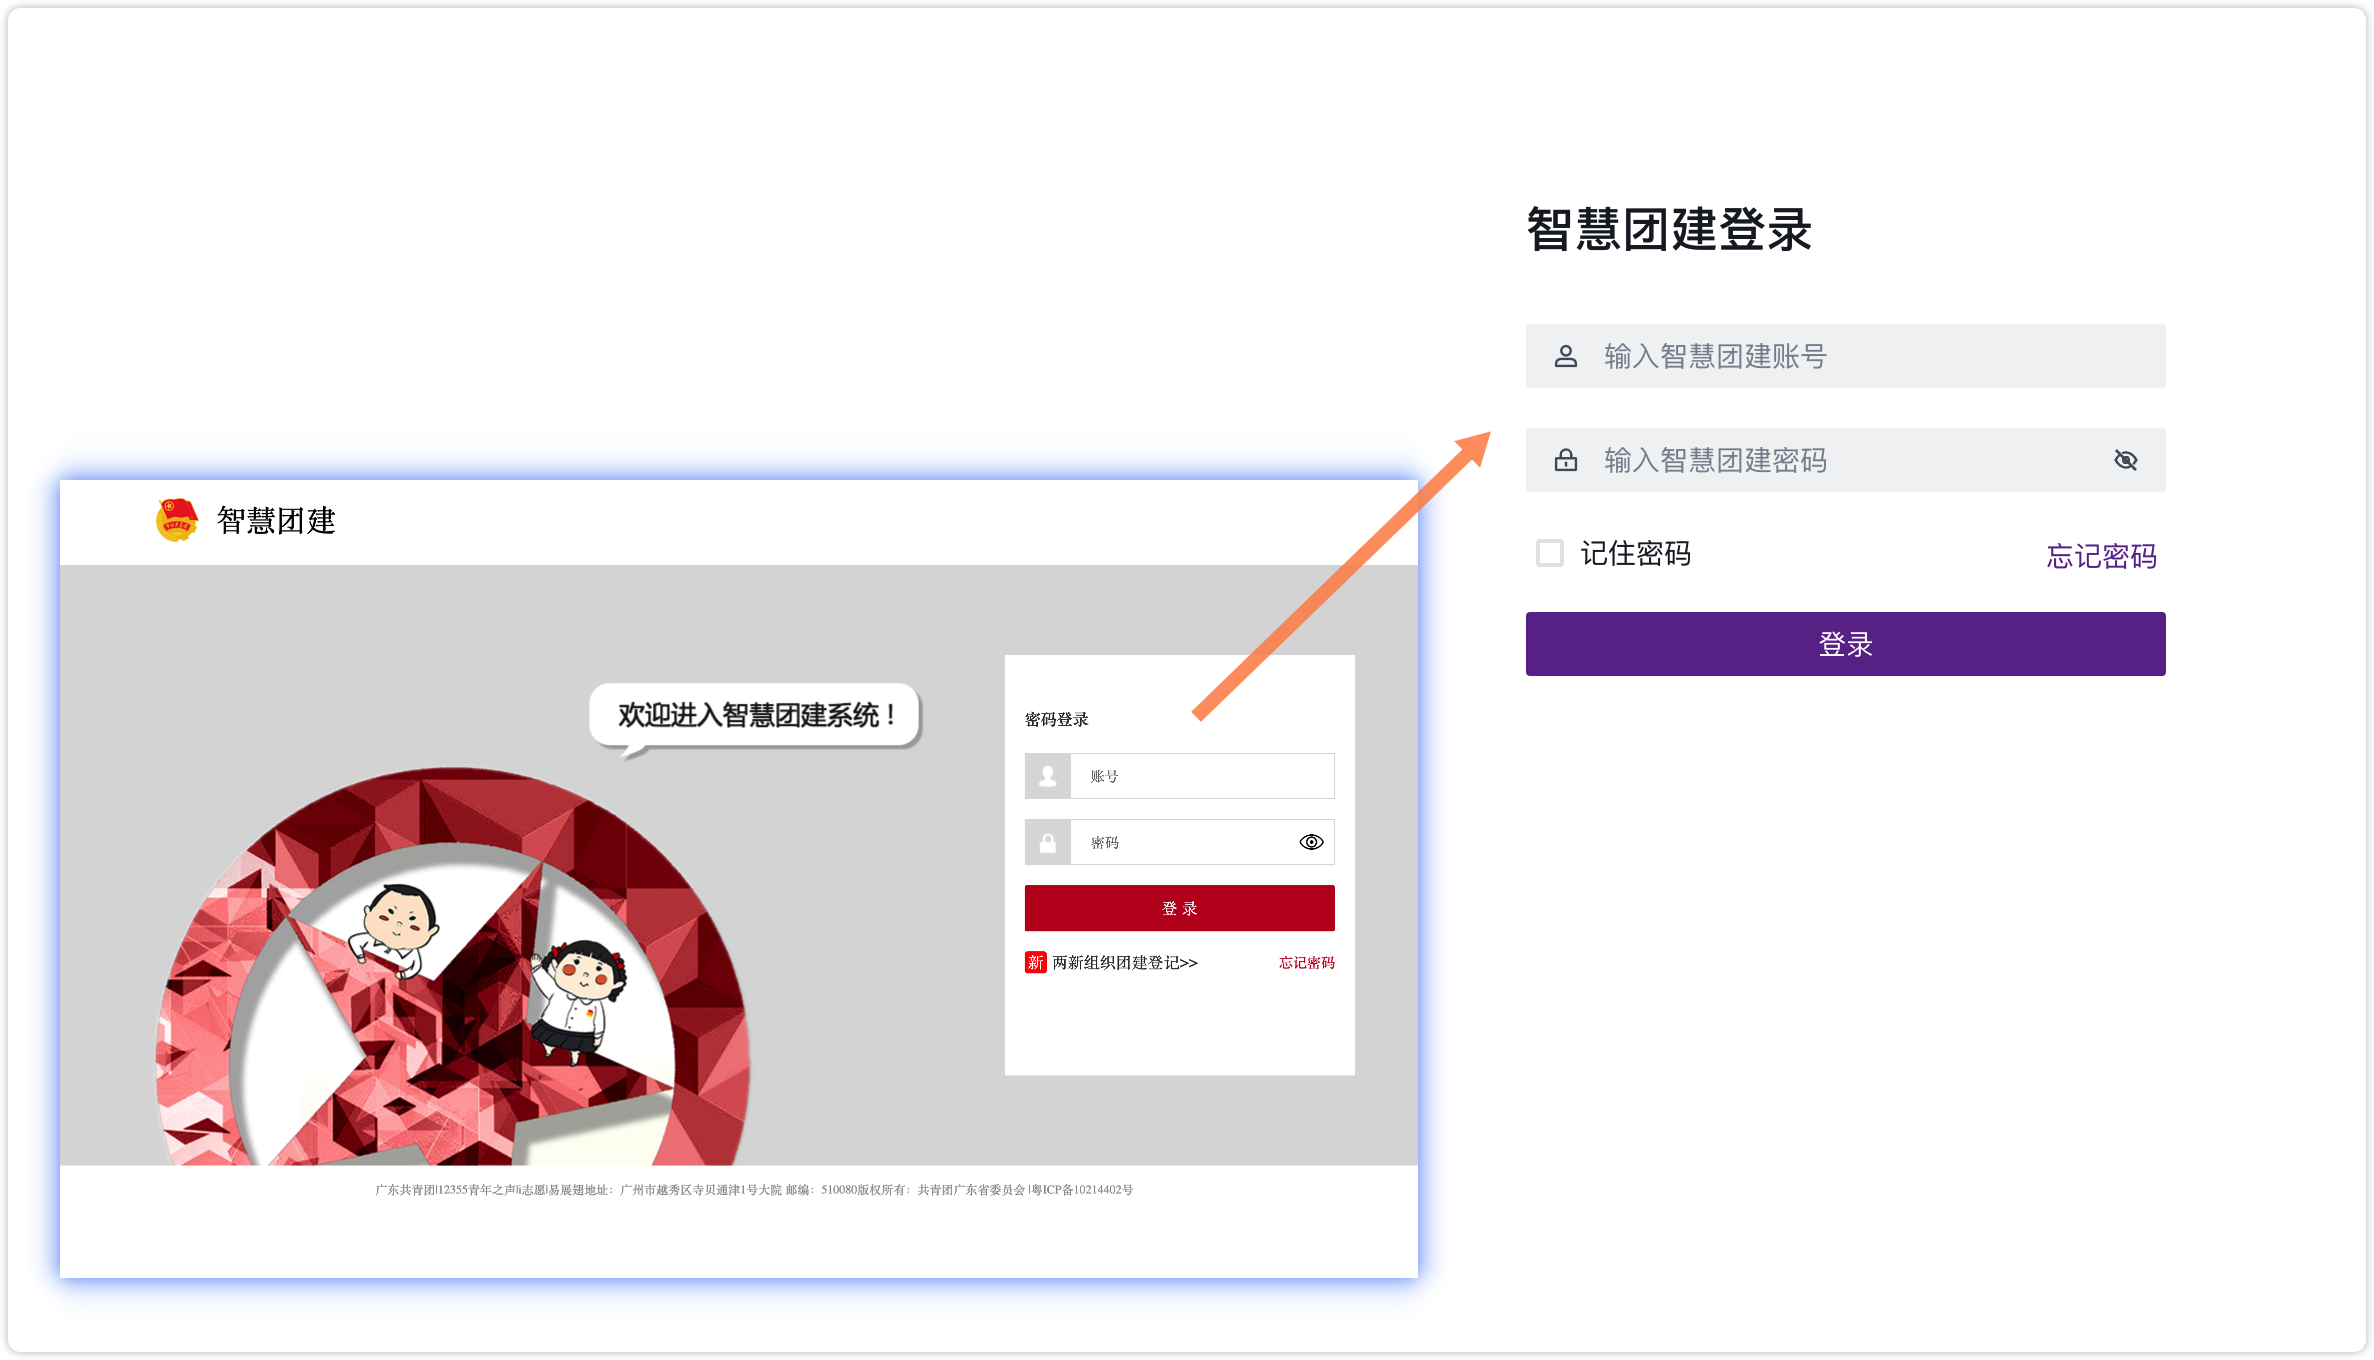 智慧团建登录
输入智慧团建账号
输入智慧团建密码
记住密码
忘记密码
登录
智慧团建
欢迎进入智慧团建系统！
密码登录
账号
密码
登 录
新 两新组织团建登记>>
忘记密码
广东共青团|12355青年之声|i志愿|易展翅地址：广州市越秀区寺贝通津1号大院 邮编：510080版权所有：共青团广东省委员会 |粤ICP备10214402号